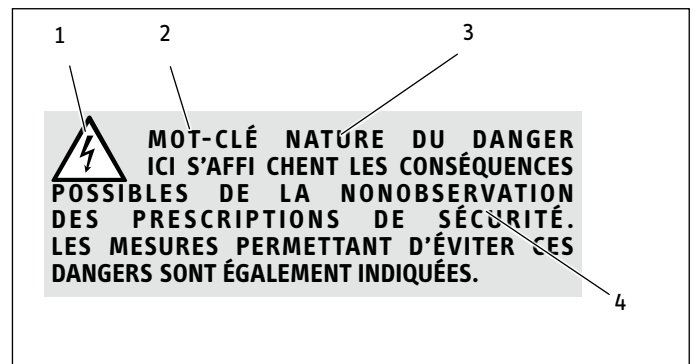 1 2 3
MOT-CLÉ NATURE DU DANGER
ICI S'AFFI CHENT LES CONSÉQUENCES
POSSIBLES DE LA NONOBSERVATION
DES PRESCRIPTIONS DE SÉCURITÉ.
LES MESURES PERMETTANT D'ÉVITER CES
DANGERS SONT ÉGALEMENT INDIQUÉES.
4